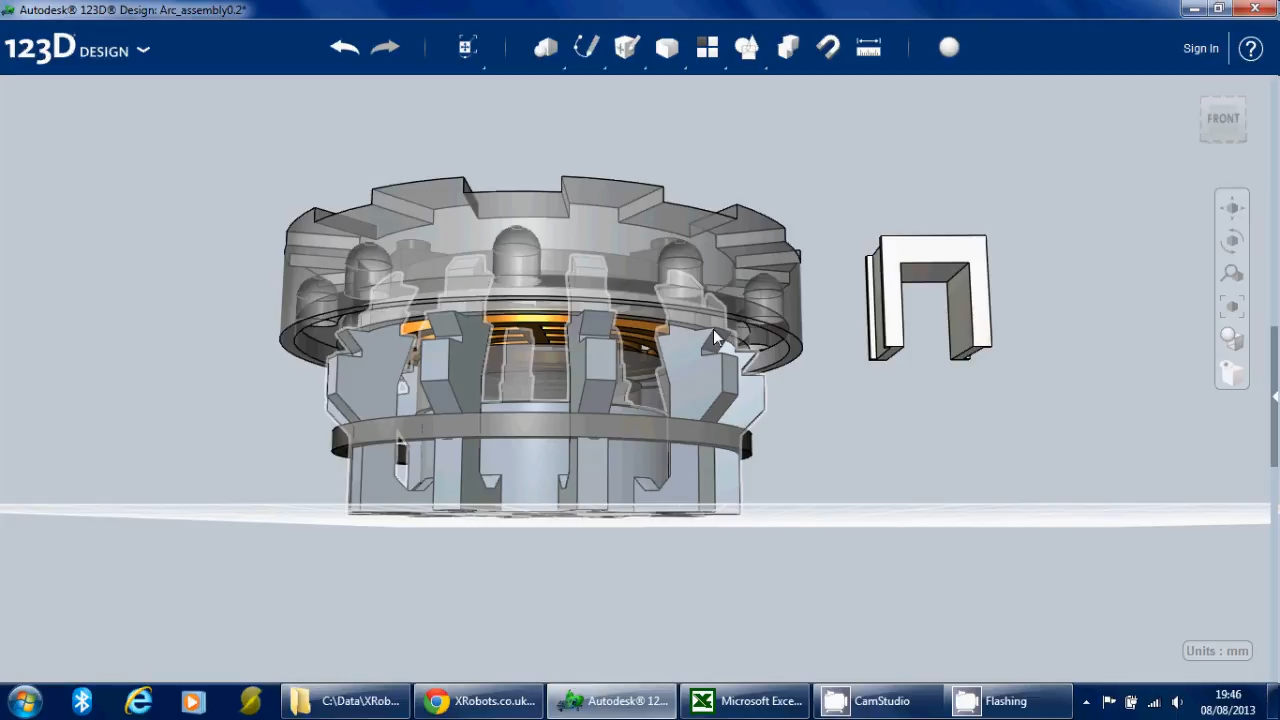 Autodesk® 123D® Design: Arc_assembly0.2*
123D DESIGN
Sign In
?
FRONT
Units : mm
C:\Data\XRob...
XRobots.co.uk...
Autodesk® 12...
Microsoft Exce...
CamStudio
Flashing
19:46
08/08/2013